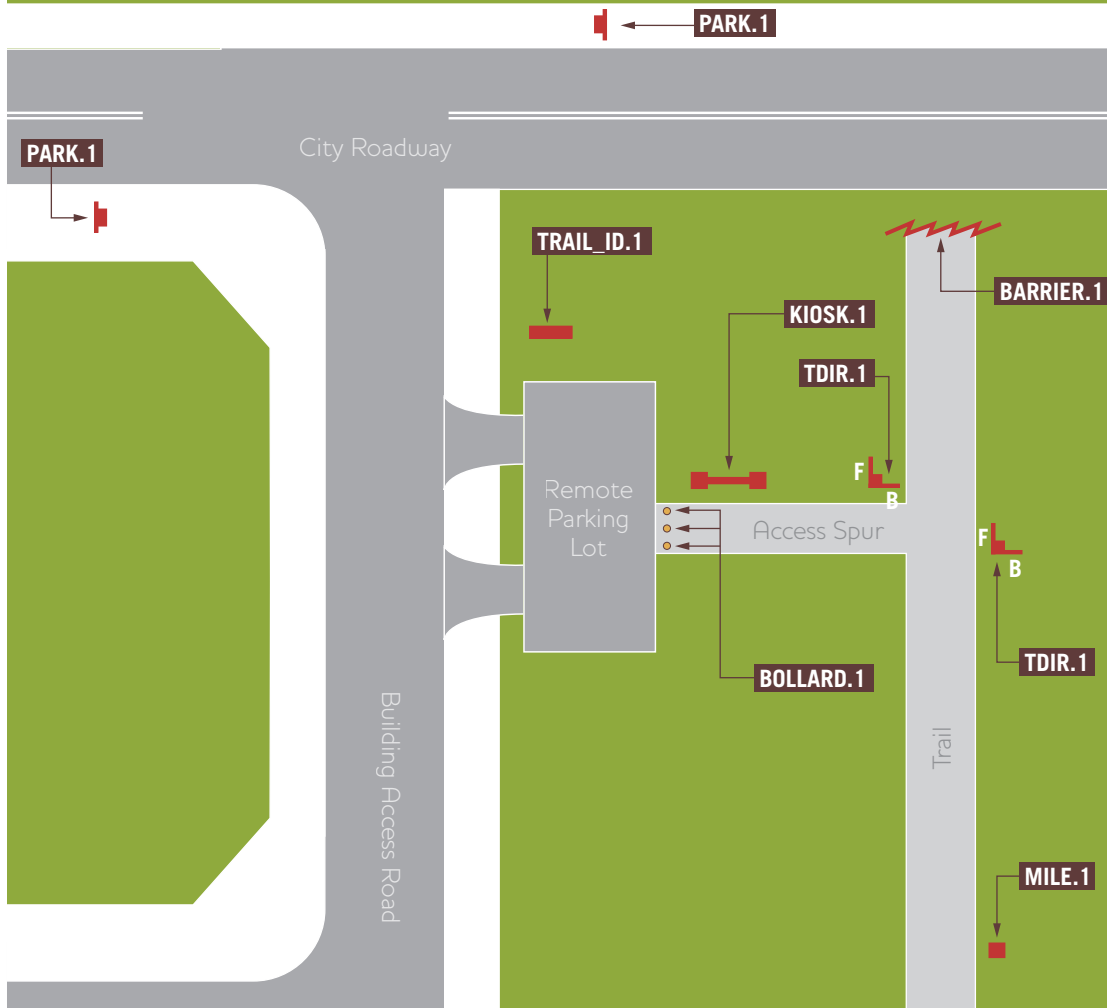 PARK.1
City Roadway
PARK.1
TRAIL_ID.1
BARRIER.1
KIOSK.1
TDIR.1
F
B
Remote
Parking
Lot
Access Spur
F
B
TDIR.1
BOLLARD.1
Building Access Road
Trail
MILE.1